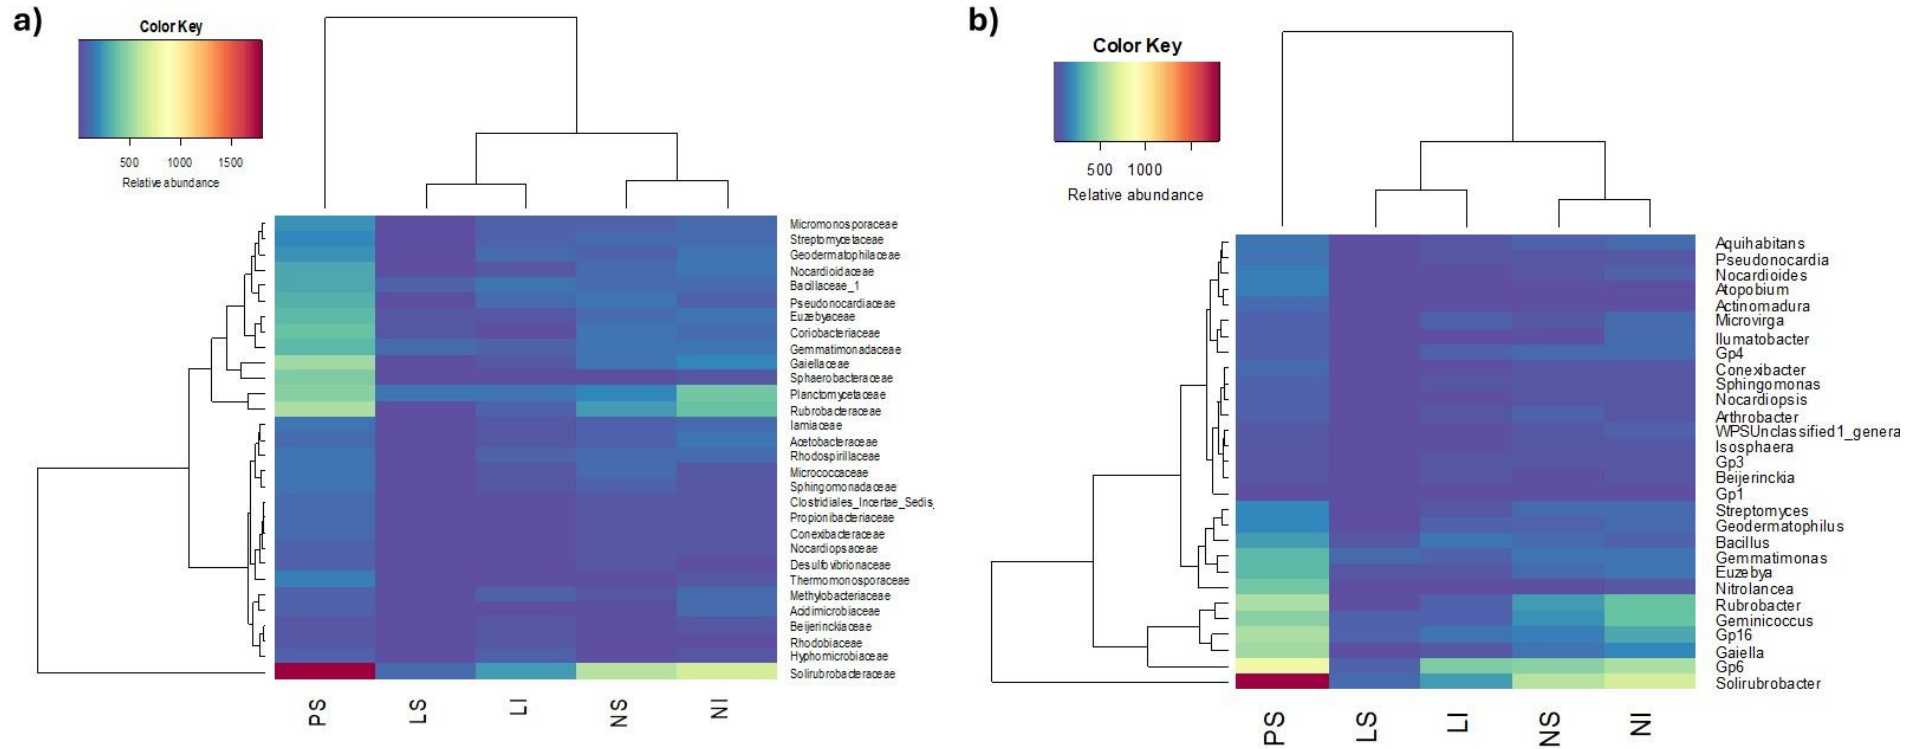 a)
Color Key
500 1000 1500
Relative abundance
Micromonosporaceae
Streptomycetaceae
Geodermatophilaceae
Nocardioidaceae
Bacillaceae_1
Pseudonocardiaceae
Euzebyaceae
Coriobacteriaceae
Gemmatimonadaceae
Gaiellaceae
Sphaerobacteraceae
Planctomycetaceae
Rubrobacteraceae
Iamiaceae
Acetobacteraceae
Rhodospirillaceae
Micrococcaceae
Sphingomonadaceae
Clostridiales_Incertae_Sedis_
Propionibacteriaceae
Conexibacteraceae
Nocardiopsaceae
Desulfovibrionaceae
Thermomonosporaceae
Methylobacteriaceae
Acidimicrobiaceae
Beijerinckiaceae
Rhodobiaceae
Hyphomicrobiaceae
Solirubrobacteraceae
PS LS LI NS NI
b)
Color Key
500 1000
Relative abundance
Aquihabitans
Pseudonocardia
Nocardioides
Atopobium
Actinomadura
Microvirga
Ilumatobacter
Gp4
Conexibacter
Sphingomonas
Nocardiopsis
Arthrobacter
WPSUnclassified1_genera
Isosphaera
Gp3
Beijerinckia
Gp1
Streptomyces
Geodermatophilus
Bacillus
Gemmatimonas
Euzebya
Nitrolancea
Rubrobacter
Geminicoccus
Gp16
Gaiella
Gp6
Solirubrobacter
PS LS LI NS NI